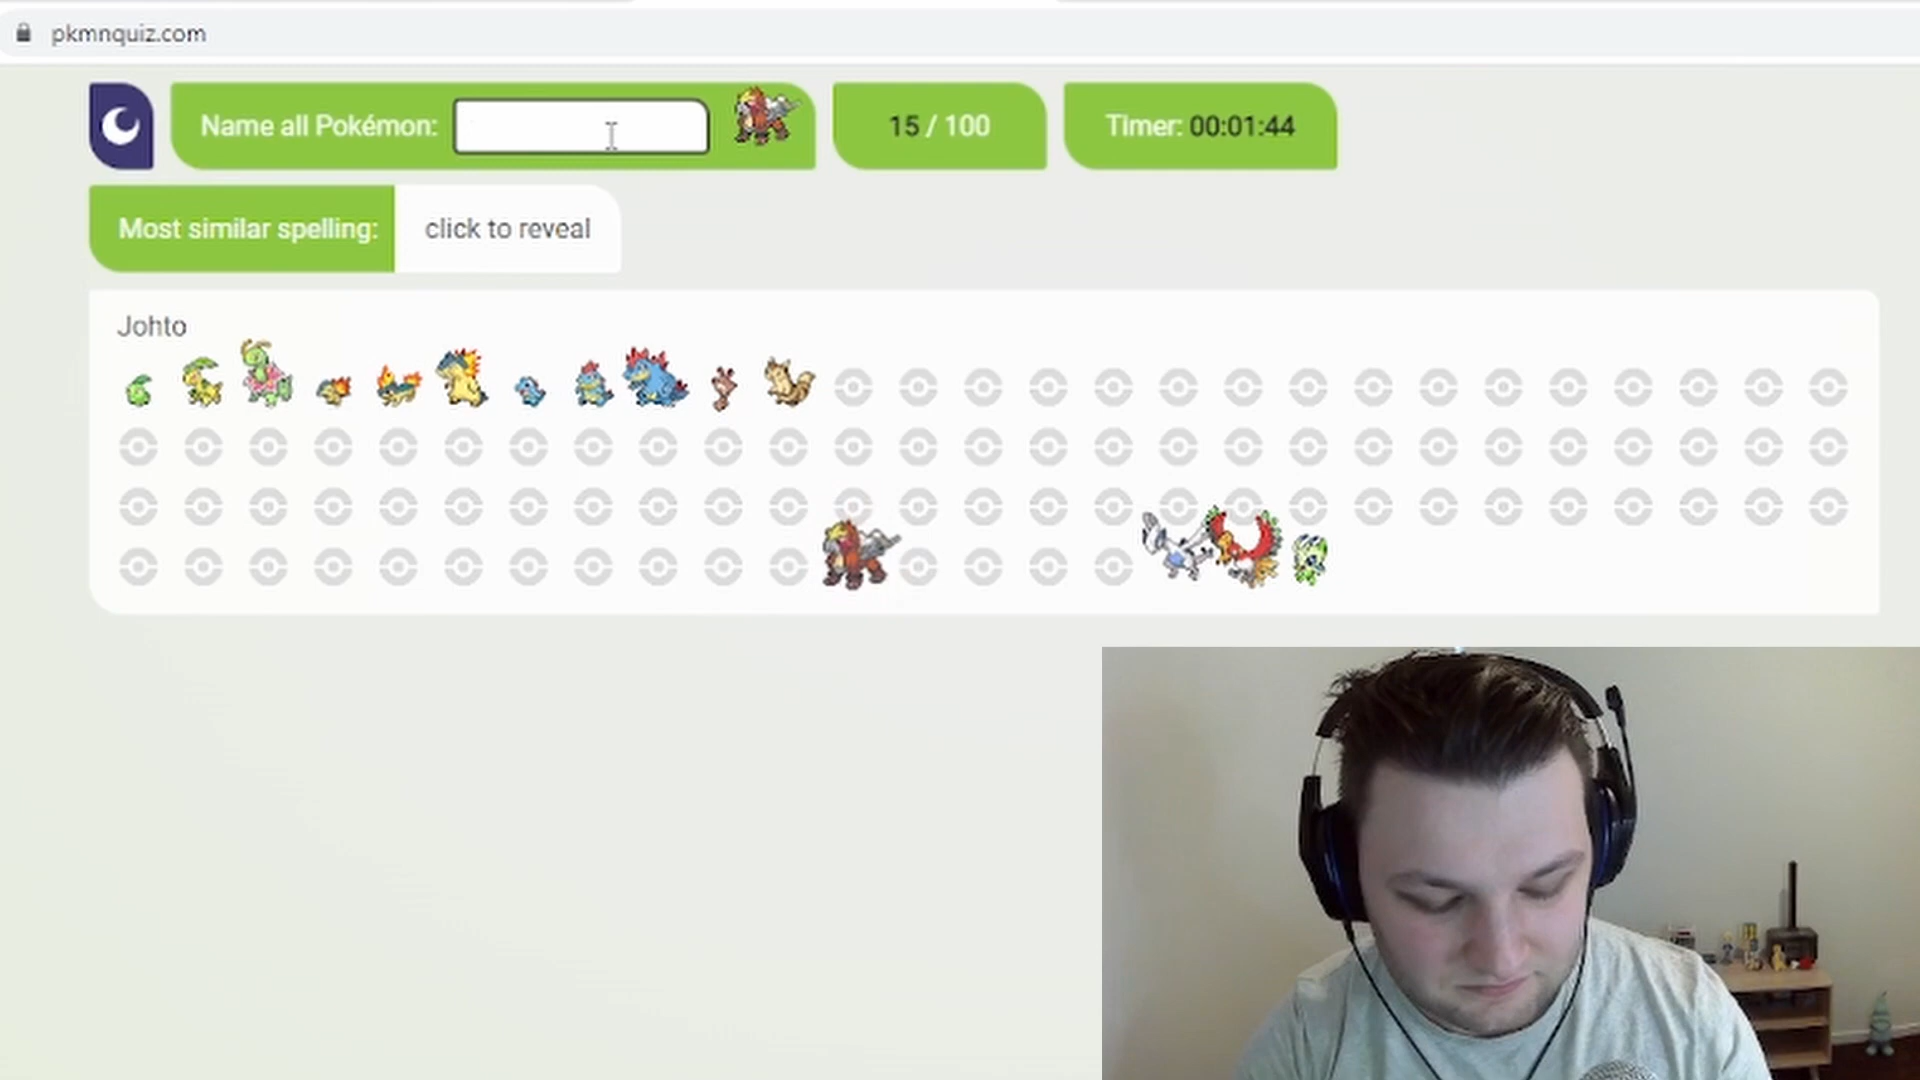 pkmnquiz.com
Name all Pokémon:
15 / 100
Timer: 00:01:44
Most similar spelling:
click to reveal
Johto